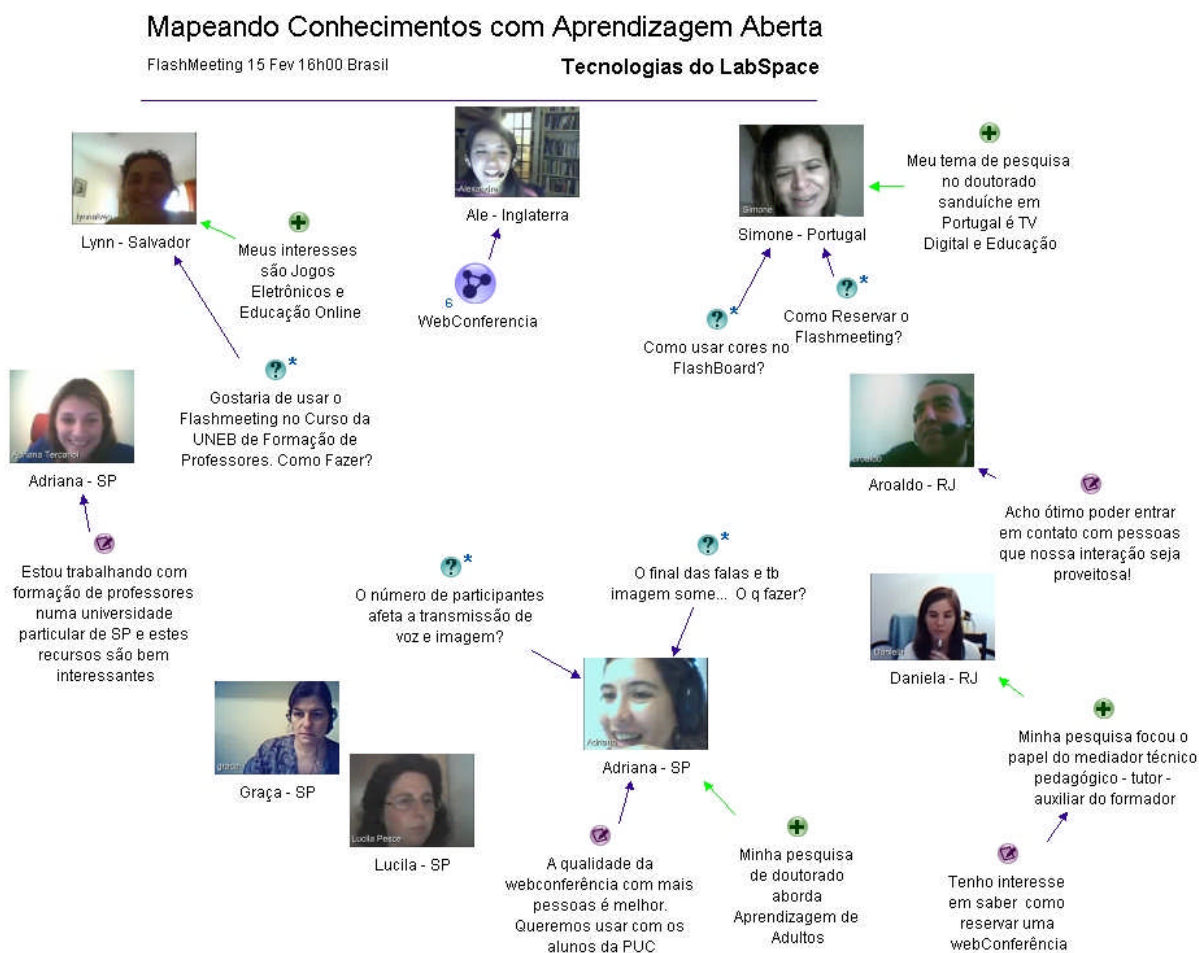 Mapeando Conhecimentos com Aprendizagem Aberta
FlashMeeting 15 Fev 16h00 Brasil
Tecnologias do LabSpace
Lynn - Salvador
Meus interesses
são Jogos
Eletrônicos e
Educação Online
Ale - Inglaterra
6
WebConferencia
Simone
Simone - Portugal
Meu tema de pesquisa
no doutorado
sanduíche em
Portugal é TV
Digital e Educação
*
Como Reservar o
Flashmeeting?
*
Como usar cores no
FlashBoard?
*
Gostaria de usar o
Flashmeeting no Curso da
UNEB de Formação de
Professores. Como Fazer?
Adriana Tercariol
Adriana - SP
Estou trabalhando com
formação de professores
numa universidade
particular de SP e estes
recursos são bem
interessantes
Aroaldo - RJ
Acho ótimo poder entrar
em contato com pessoas
que nossa interação seja
proveitosa!
*
O número de participantes
afeta a transmissão de
voz e imagem?
*
O final das falas e tb
imagem some... O q fazer?
Daniela
Daniela - RJ
Minha pesquisa focou o
papel do mediador técnico
pedagógico - tutor -
auxiliar do formador
Tenho interesse
em saber como
reservar uma
webConferência
Graça - SP
Lucila Pesce
Lucila - SP
Adriana
Adriana - SP
A qualidade da
webconferência com mais
pessoas é melhor.
Queremos usar com os
alunos da PUC
Minha pesquisa
de doutorado
aborda
Aprendizagem de
Adultos